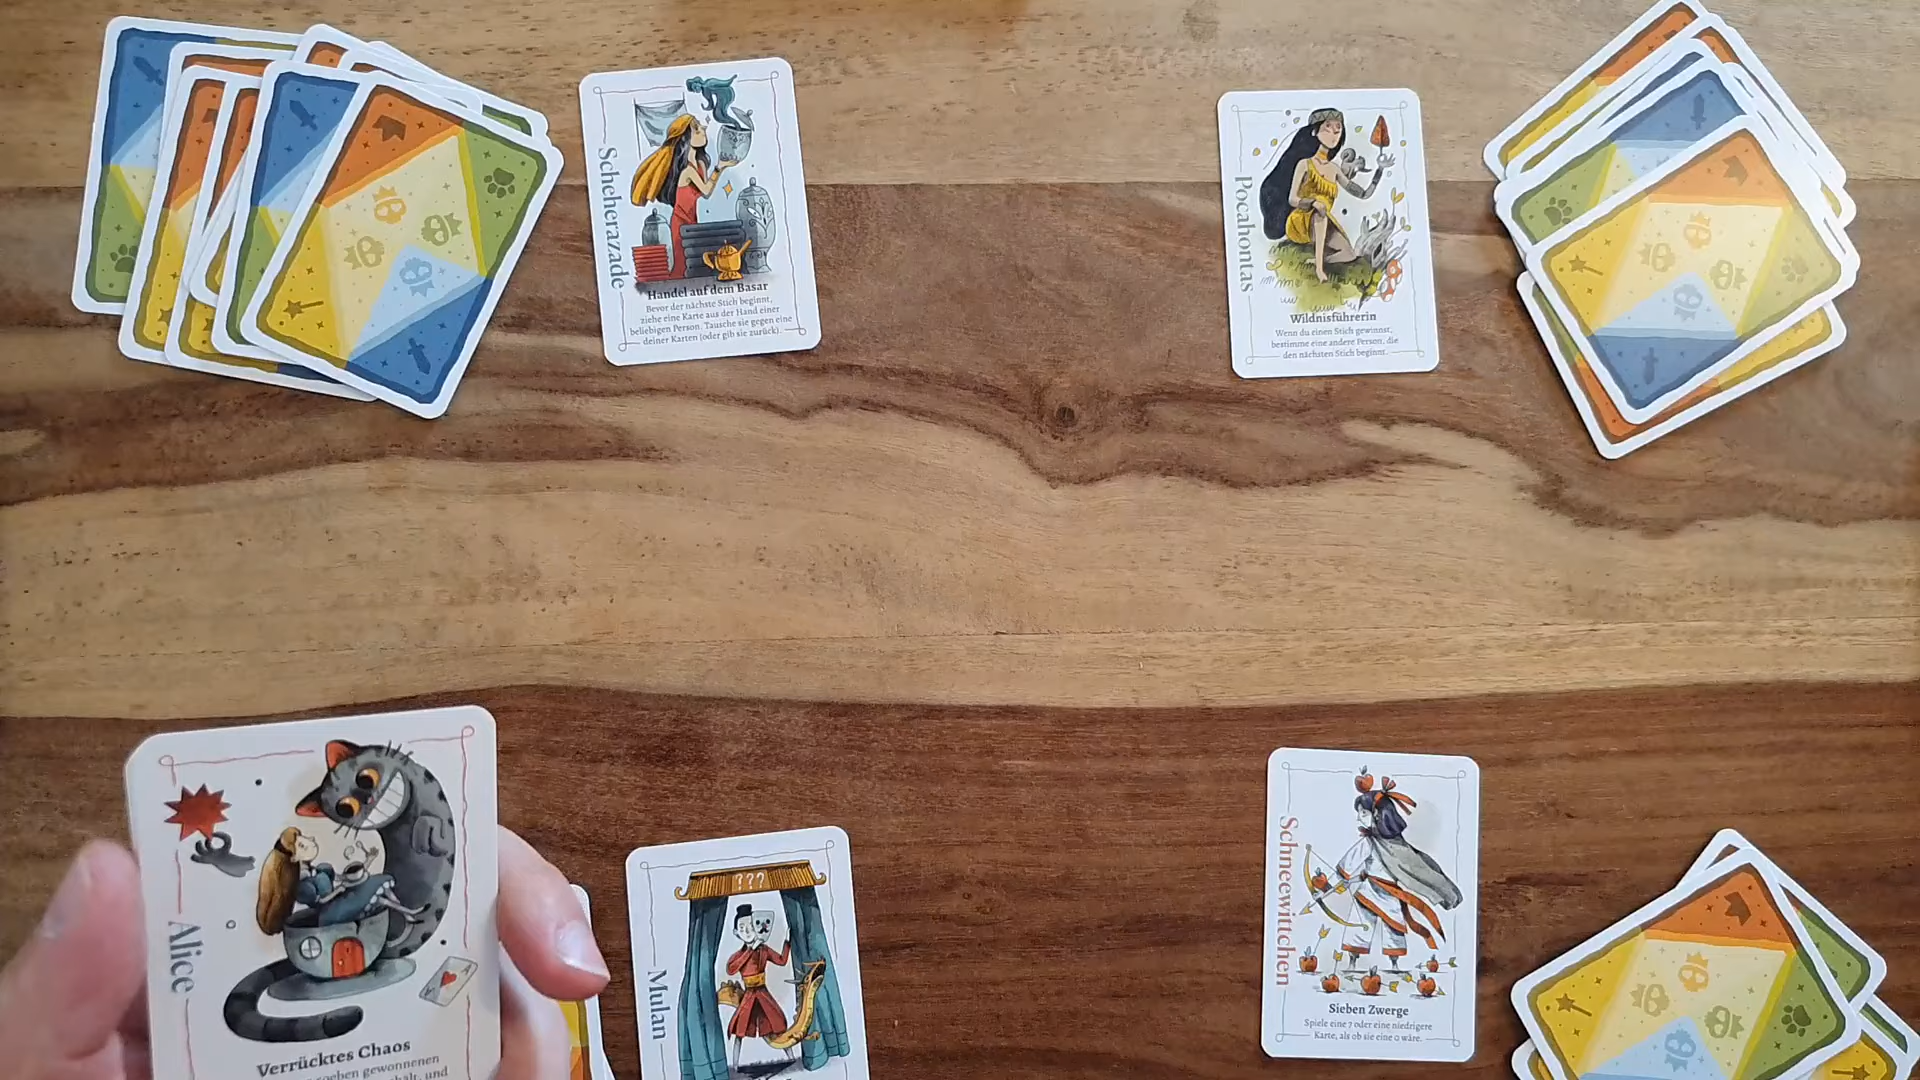 Scheherazade
Handel auf dem Basar
Bevor der nächste Stich beginnt,
ziehe eine Karte aus der Hand einer
beliebigen Person. Tausche sie gegen eine
deiner Karten (oder gib sie zurück).
Pocahontas
Wildnisführerin
Wenn du einen Stich gewinnst,
bestimme eine andere Person, die
den nächsten Stich beginnt.
Alice
A
Verrücktes Chaos
soeben gewonnenen
und
???
Mulan
Schneewittchen
Sieben Zwerge
Spiele eine 7 oder eine niedrigere
Karte, als ob sie eine 0 wäre.